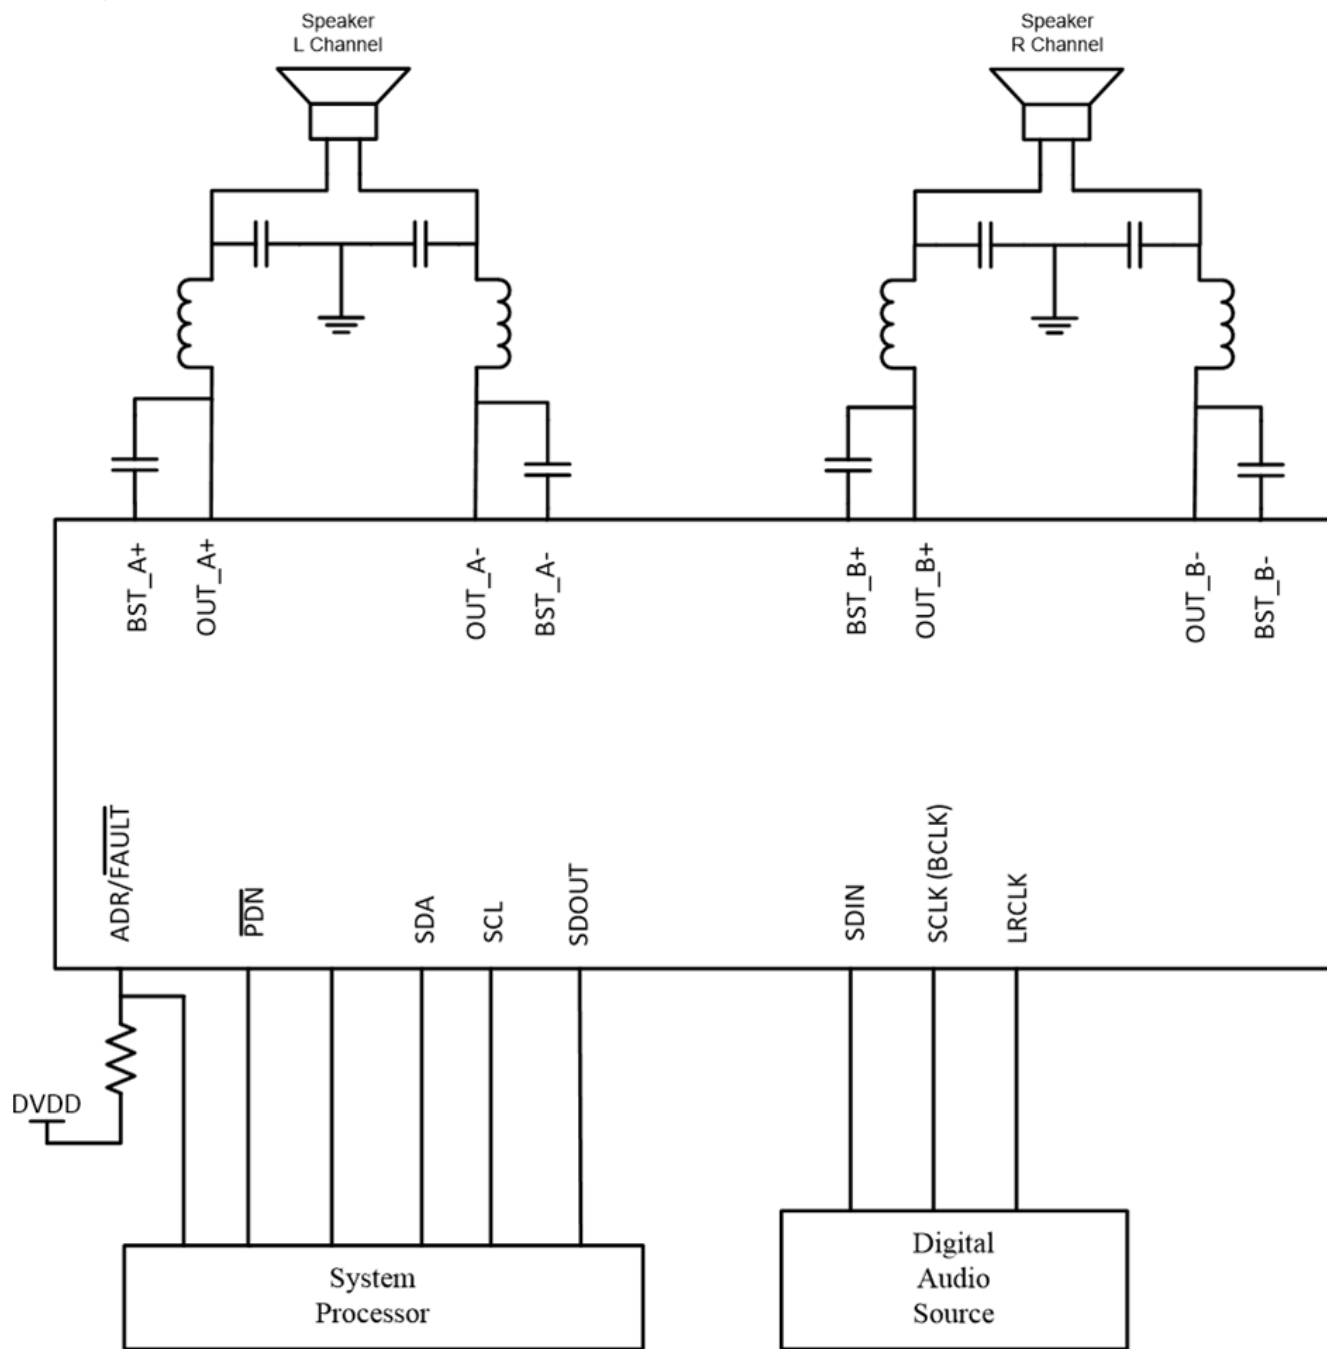 Speaker
L Channel
Speaker
R Channel
BST_A+
OUT_A+
OUT_A-
BST_A-
BST_B+
OUT_B+
OUT_B-
BST_B-
ADR/FAULT
PDN
SDA
SCL
SDOUT
SDIN
SCLK (BCLK)
LRCLK
DVDD
System
Processor
Digital
Audio
Source